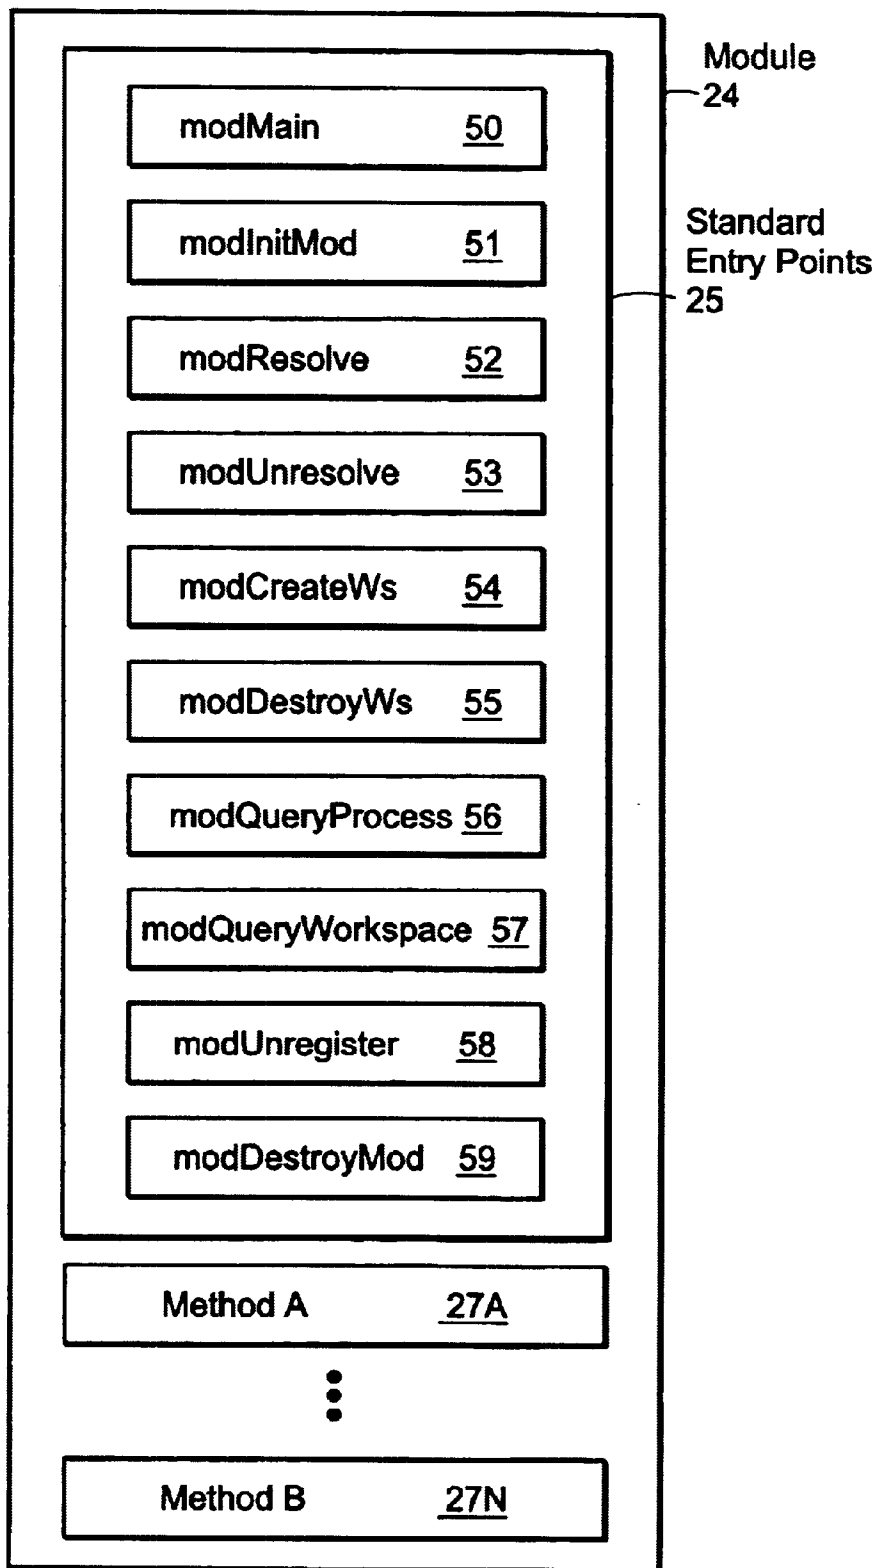 Module
24
modMain 50
modInitMod 51
Standard
Entry Points
25
modResolve 52
modUnresolve 53
modCreateWs 54
modDestroyWs 55
modQueryProcess 56
modQueryWorkspace 57
modUnregister 58
modDestroyMod 59
Method A 27A
Method B 27N